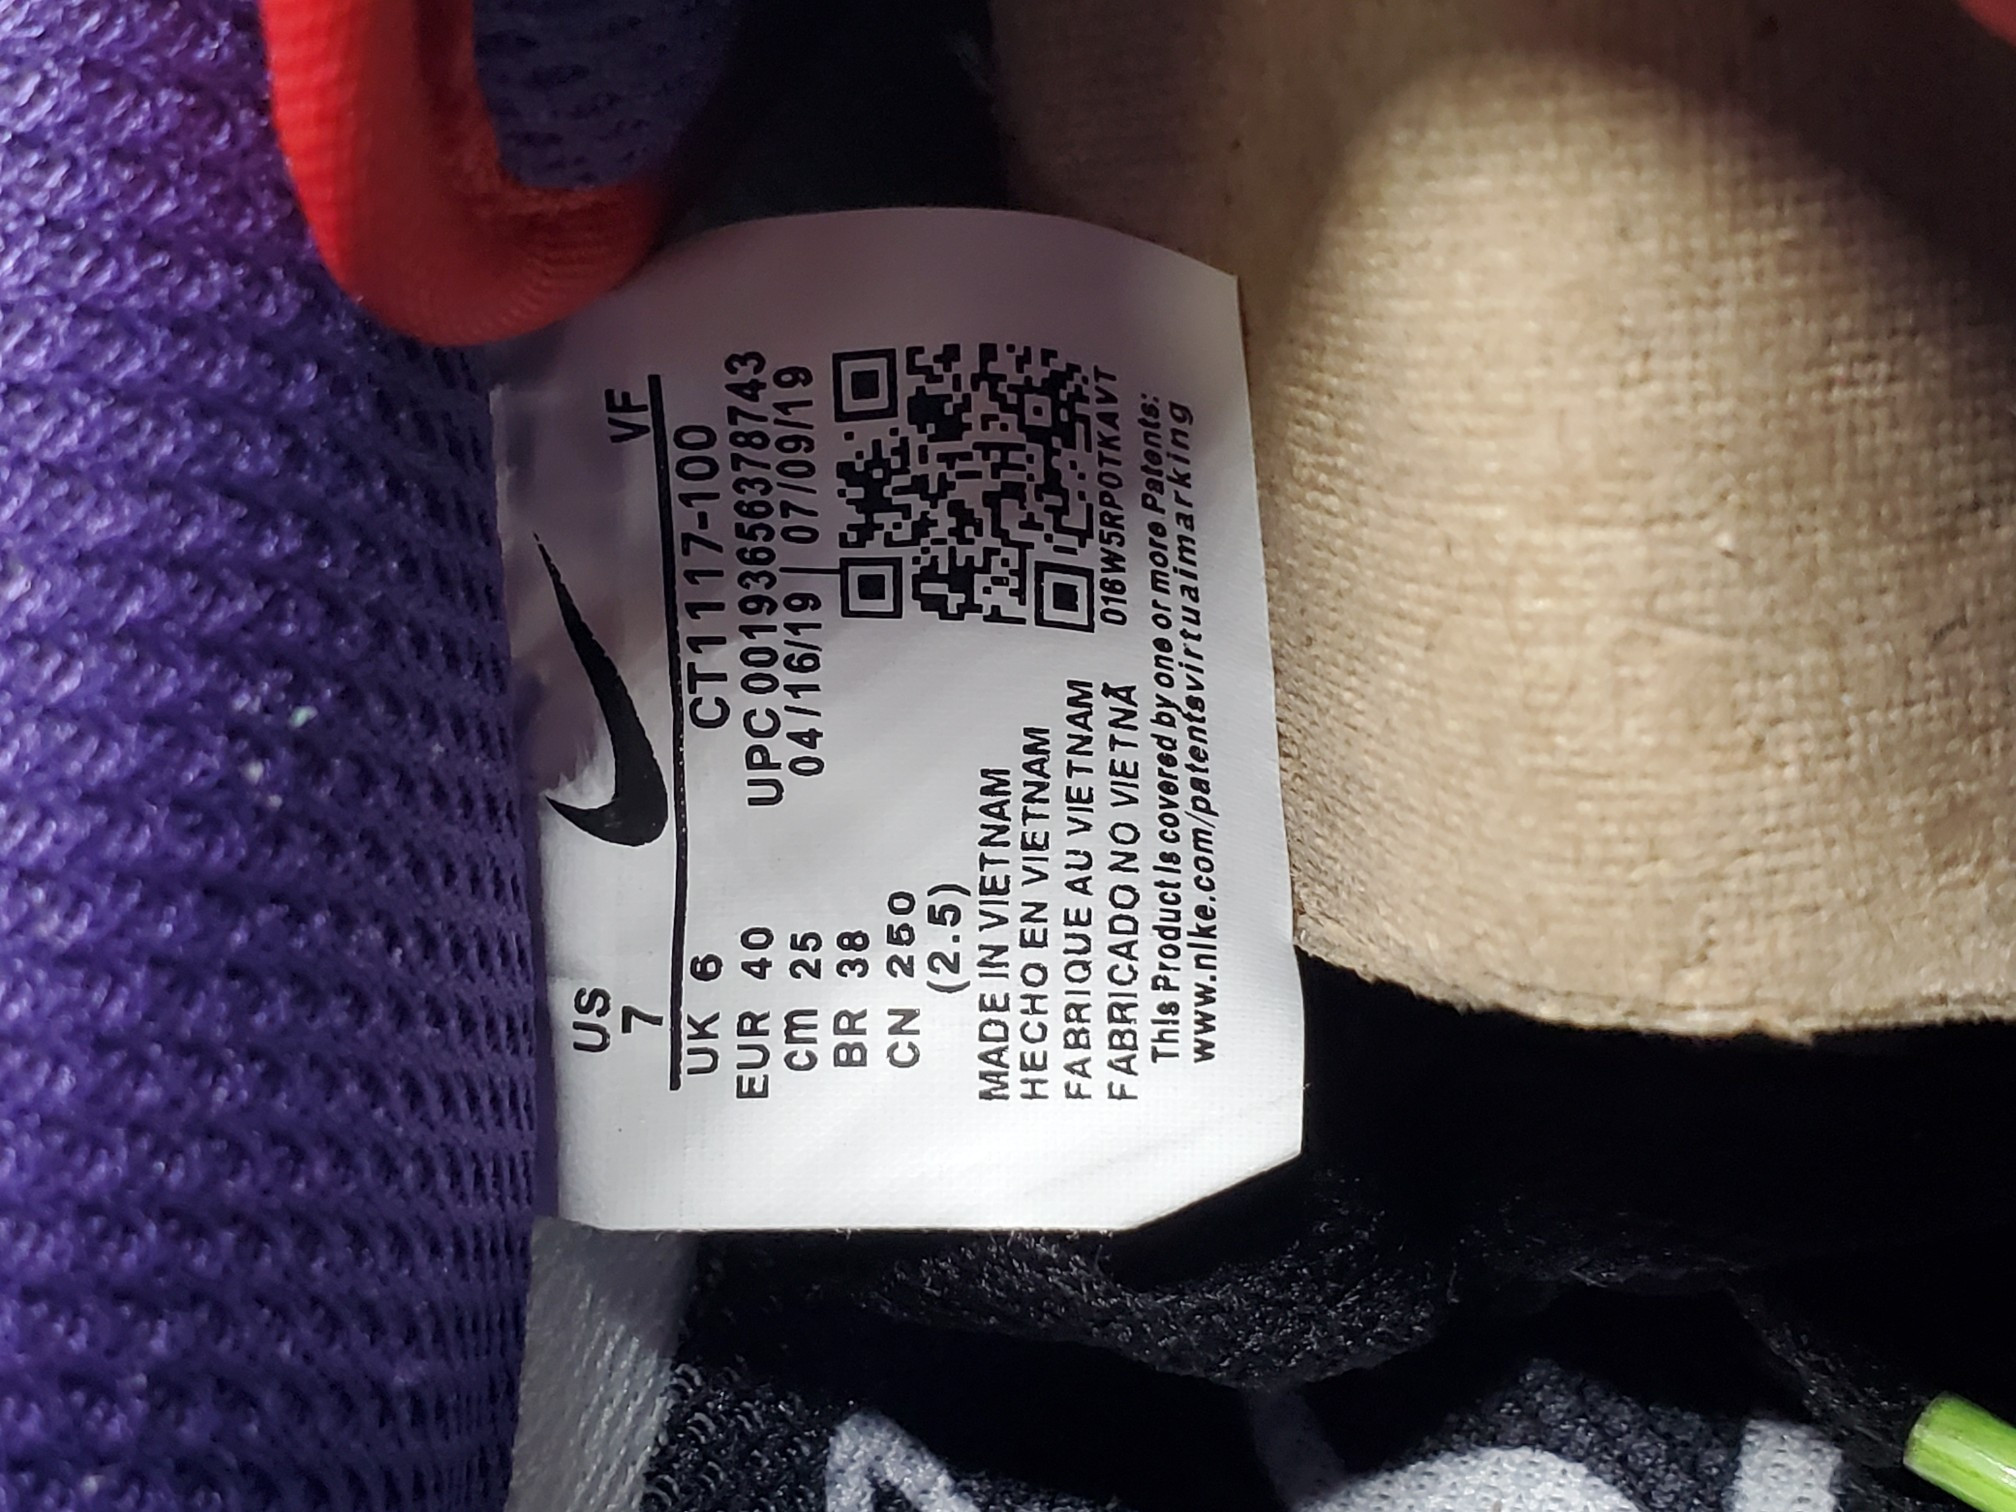 US
7 VF
UK 6 CT1117-100
EUR 40 UPC 00193656378743
cm 25 04/16/19 07/09/19
BR 38
CN 250
(2.5)
MADE IN VIETNAM
HECHO EN VIETNAM
FABRIQUE AU VIETNAM
FABRICADO NO VIETNÃ
016W5RP0TKAVT
This Product is covered by one or more Patents:
www.nike.com/patentsvirtualmarking